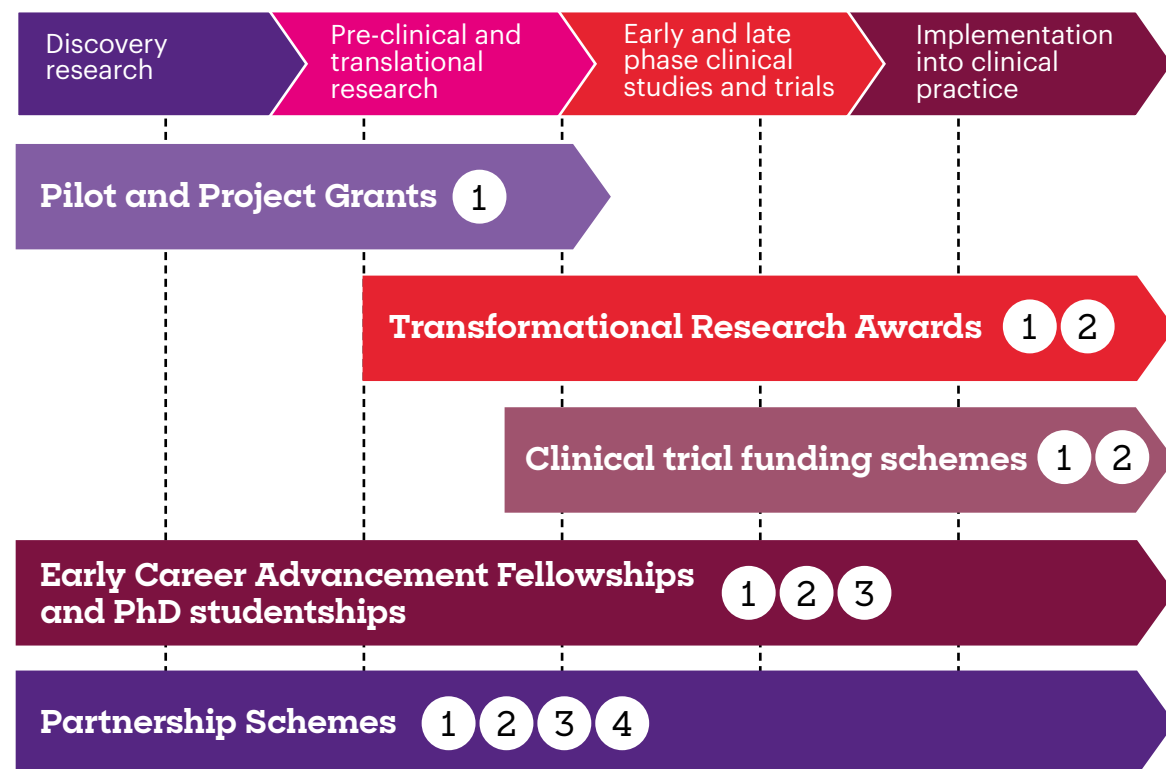 Discovery
research
Pre-clinical and
translational
research
Early and late
phase clinical
studies and trials
Implementation
into clinical
practice
Pilot and Project Grants 1
Transformational Research Awards 1 2
Clinical trial funding schemes 1 2
Early Career Advancement Fellowships
and PhD studentships 1 2 3
Partnership Schemes 1 2 3 4